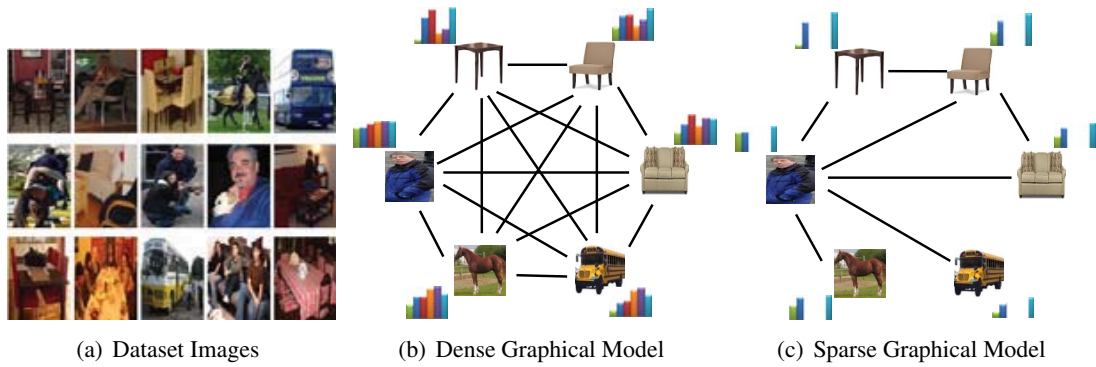 (a) Dataset Images
(b) Dense Graphical Model
(c) Sparse Graphical Model